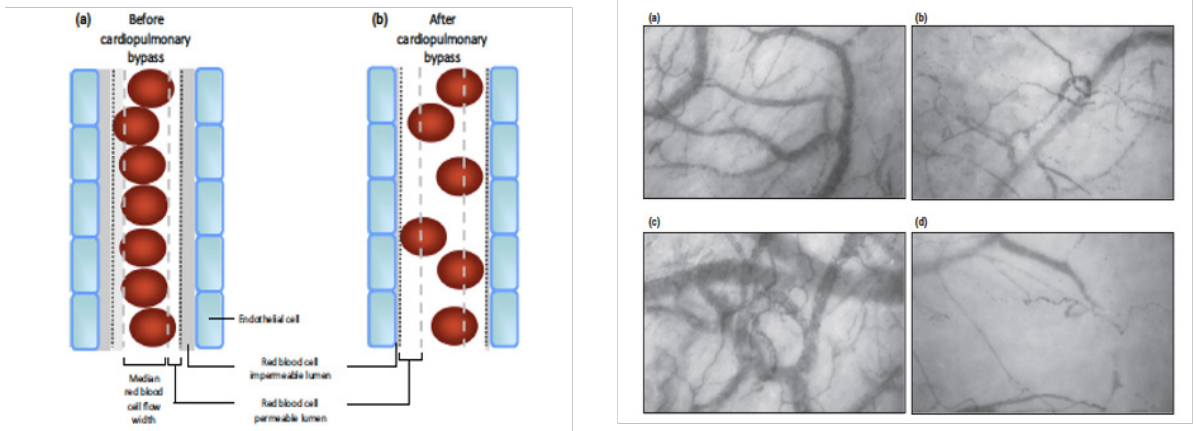 (a) Before
cardiopulmonary
bypass
(b) After
cardiopulmonary
bypass
Endothelial cell
Red blood cell
impermeable lumen
Median
red blood
cell flow
width
Red blood cell
permeable lumen
(a)
(b)
(c)
(d)